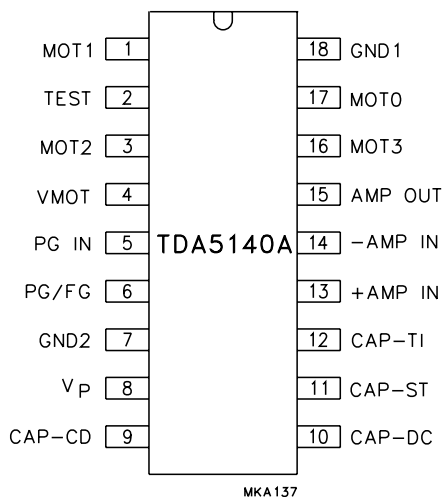 MOT1 1 18 GND1
TEST 2 17 MOT0
MOT2 3 16 MOT3
VMOT 4 15 AMP OUT
PG IN 5 TDA5140A 14 -AMP IN
PG/FG 6 13 +AMP IN
GND2 7 12 CAP-TI
VP 8 11 CAP-ST
CAP-CD 9 10 CAP-DC
MKA137